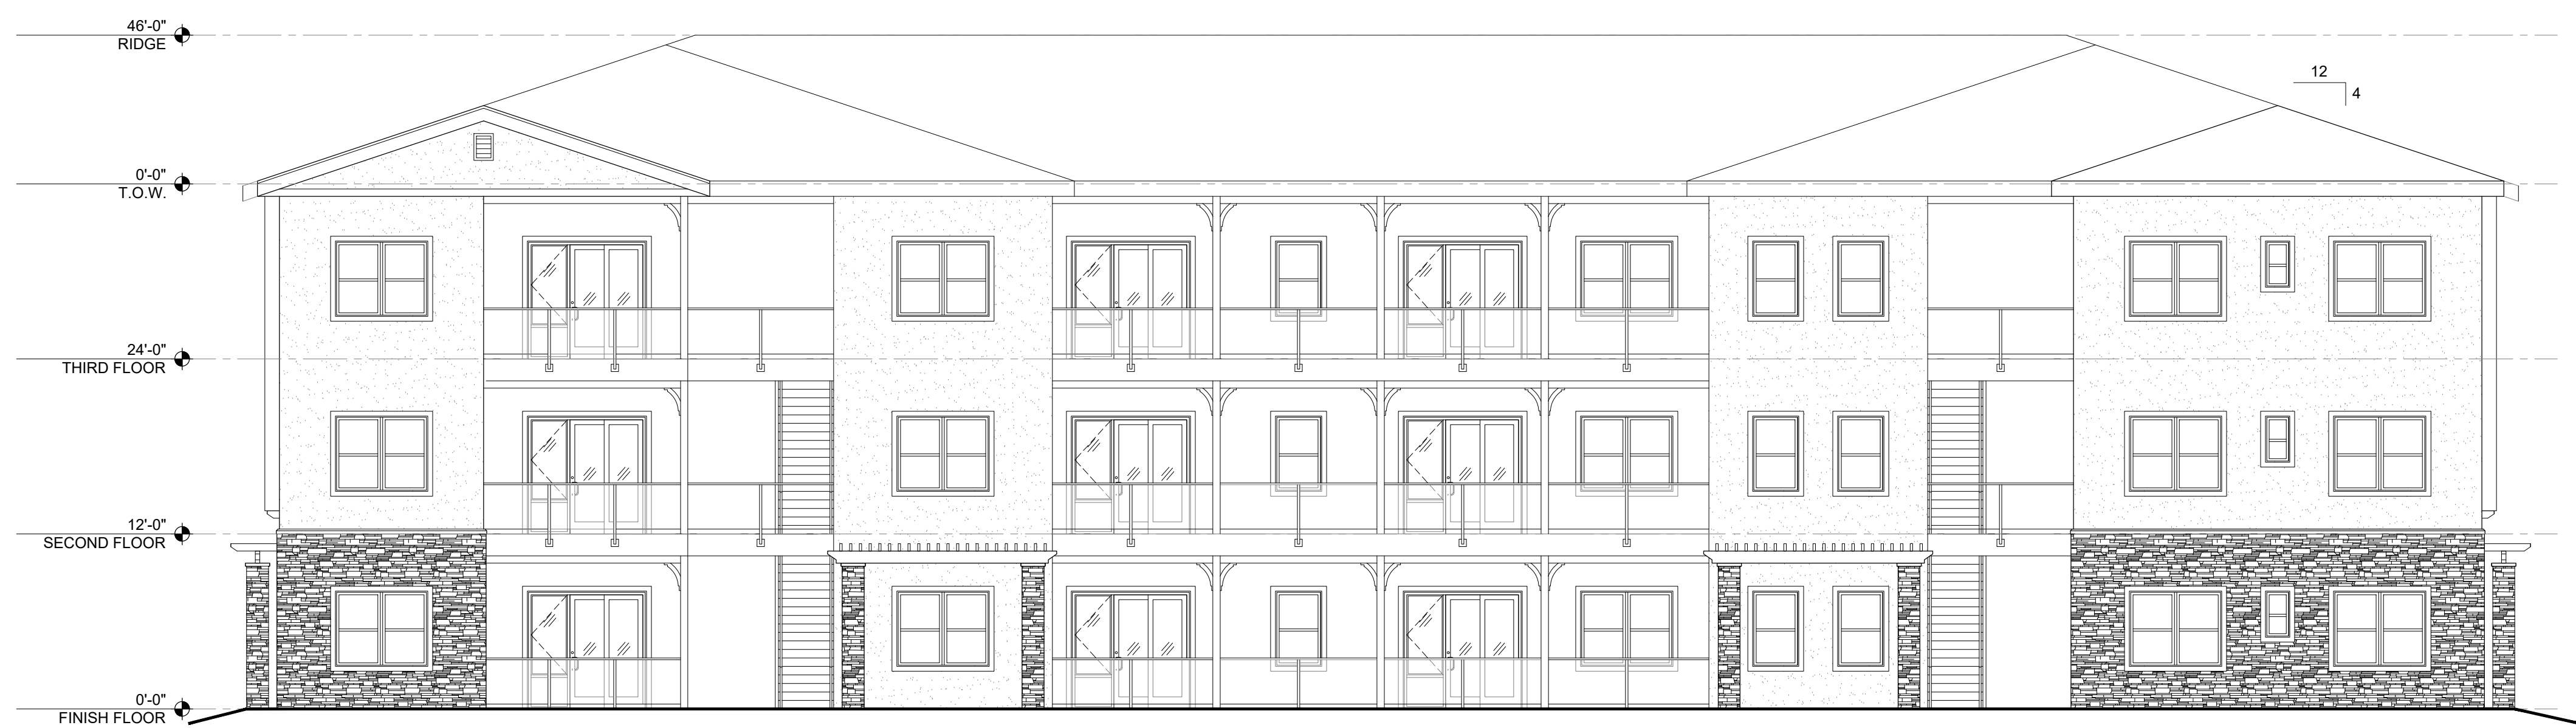 46'-0"
RIDGE
12
4
0'-0"
T.O.W.
24'-0"
THIRD FLOOR
12'-0"
SECOND FLOOR
0'-0"
FINISH FLOOR